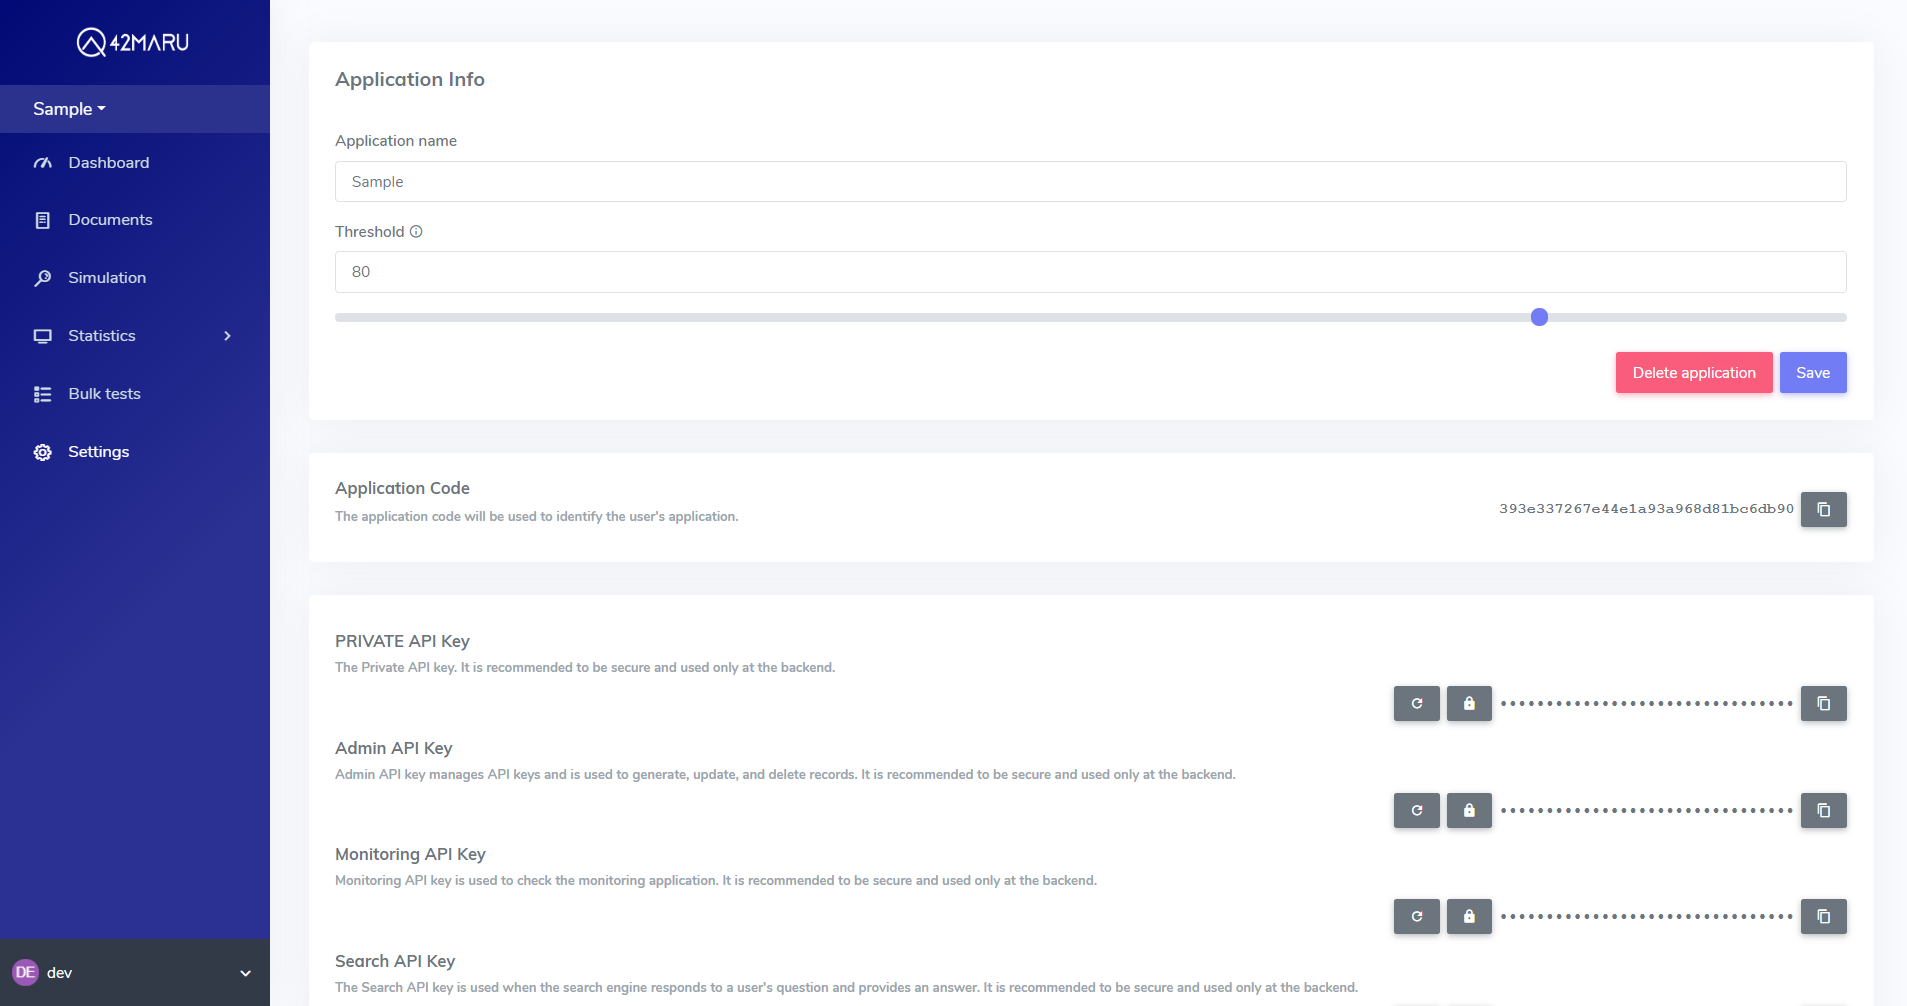 42MARU
Sample
Dashboard
Documents
Simulation
Statistics
Bulk tests
Settings
DE dev
Application Info
Application name
Sample
Threshold
80
Delete application Save
Application Code
The application code will be used to identify the user's application.
393e337267e44e1a93a968d81bc6db90
PRIVATE API Key
The Private API key. It is recommended to be secure and used only at the backend.
••••••••••••••••••••••••••••••••
Admin API Key
Admin API key manages API keys and is used to generate, update, and delete records. It is recommended to be secure and used only at the backend.
••••••••••••••••••••••••••••••••
Monitoring API Key
Monitoring API key is used to check the monitoring application. It is recommended to be secure and used only at the backend.
••••••••••••••••••••••••••••••••
Search API Key
The Search API key is used when the search engine responds to a user's question and provides an answer. It is recommended to be secure and used only at the backend.